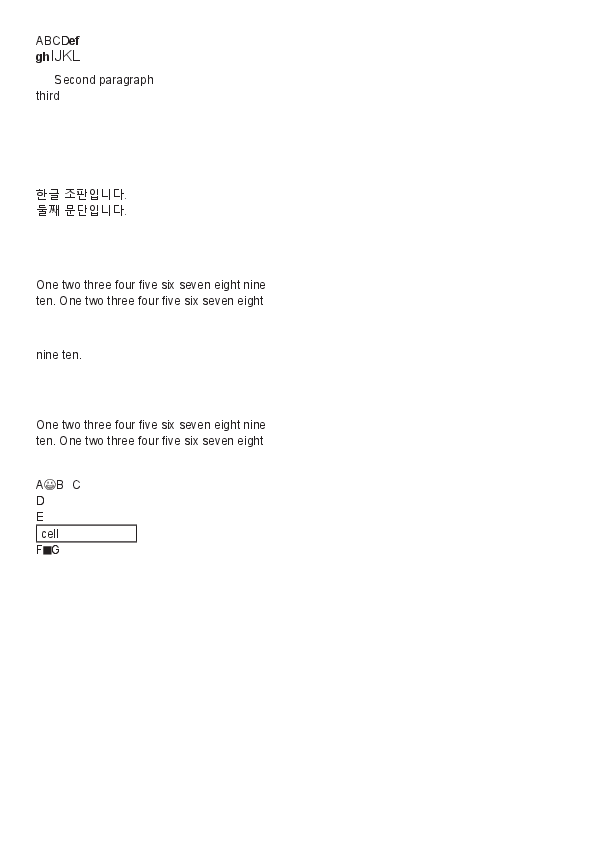 ABCDef
ghIJKL
Second paragraph
third
한글 조판입니다.
둘째 문단입니다.
One two three four five six seven eight nine
ten. One two three four five six seven eight
nine ten.
One two three four five six seven eight nine
ten. One two three four five six seven eight
A😀B C
D
E
cell
F■G